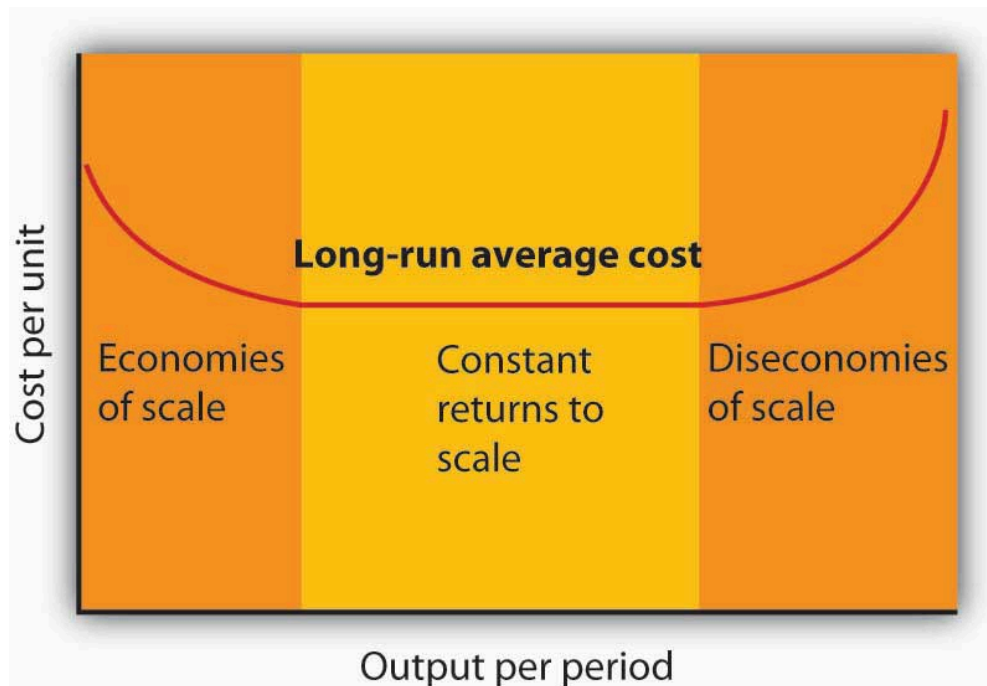 Cost per unit
Long-run average cost
Economies
of scale
Constant
returns to
scale
Diseconomies
of scale
Output per period